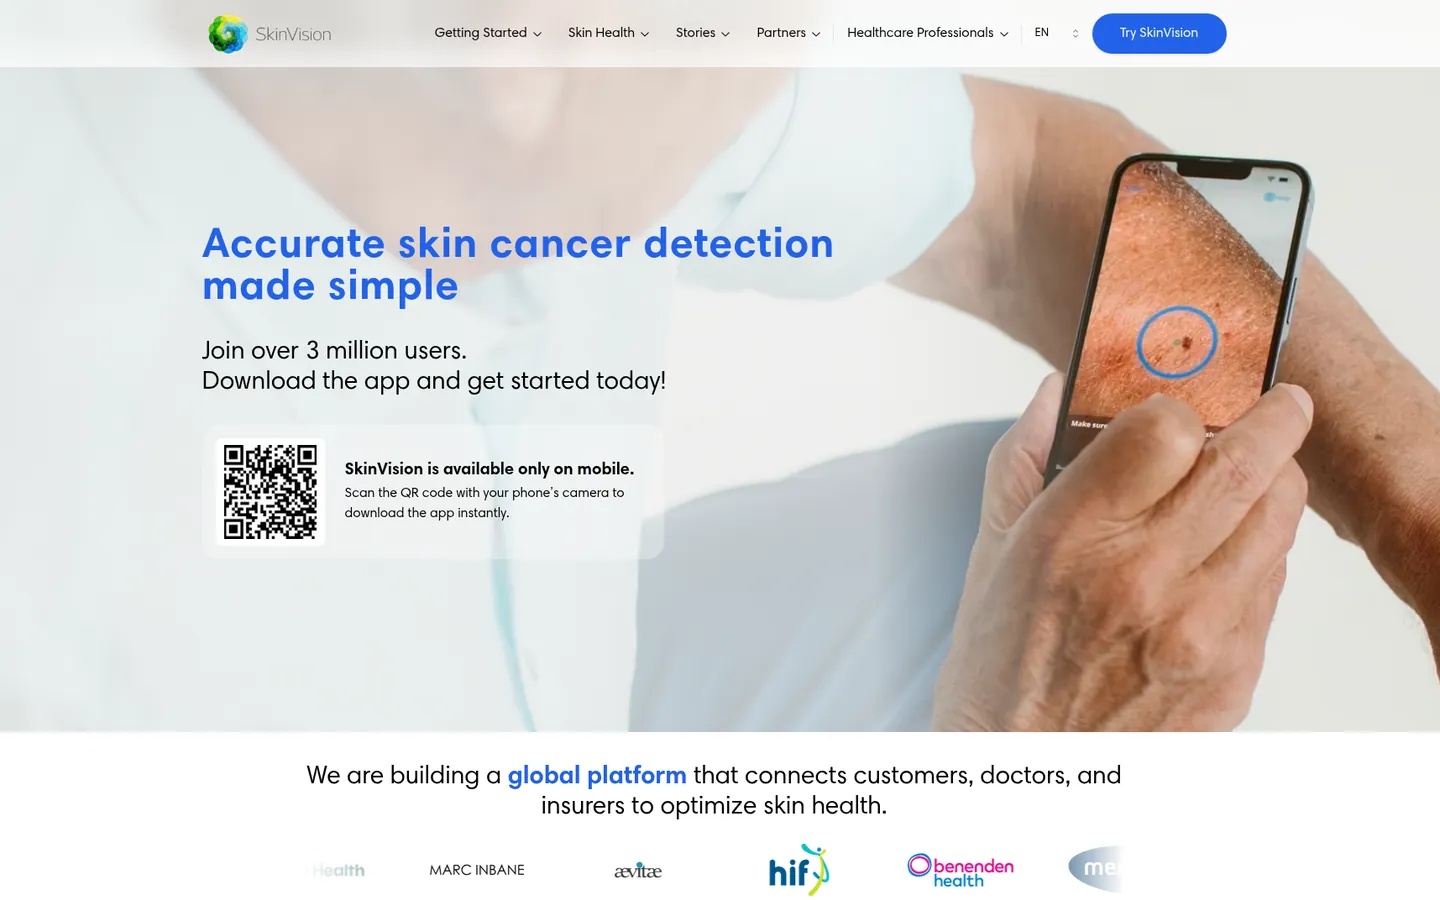 SkinVision
Getting Started
Skin Health
Stories
Partners
Healthcare Professionals
EN
Try SkinVision
Accurate skin cancer detection
made simple
Join over 3 million users.
Download the app and get started today!
SkinVision is available only on mobile.
Scan the QR code with your phone's camera to
download the app instantly.
Make sure
We are building a global platform that connects customers, doctors, and
insurers to optimize skin health.
Health
MARC INBANE
ævitæ
hif
benenden
health